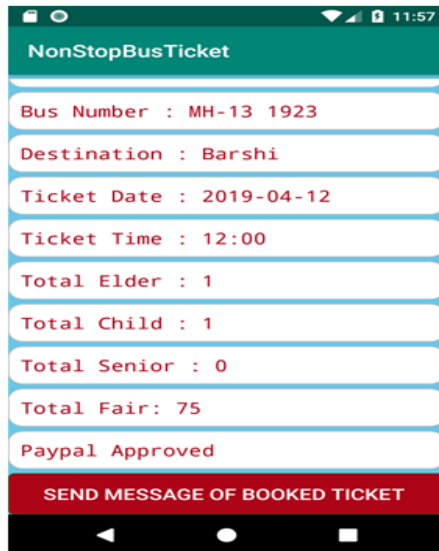 11:57
NonStopBusTicket
Bus Number : MH-13 1923
Destination : Barshi
Ticket Date : 2019-04-12
Ticket Time : 12:00
Total Elder : 1
Total Child : 1
Total Senior : 0
Total Fair: 75
Paypal Approved
SEND MESSAGE OF BOOKED TICKET